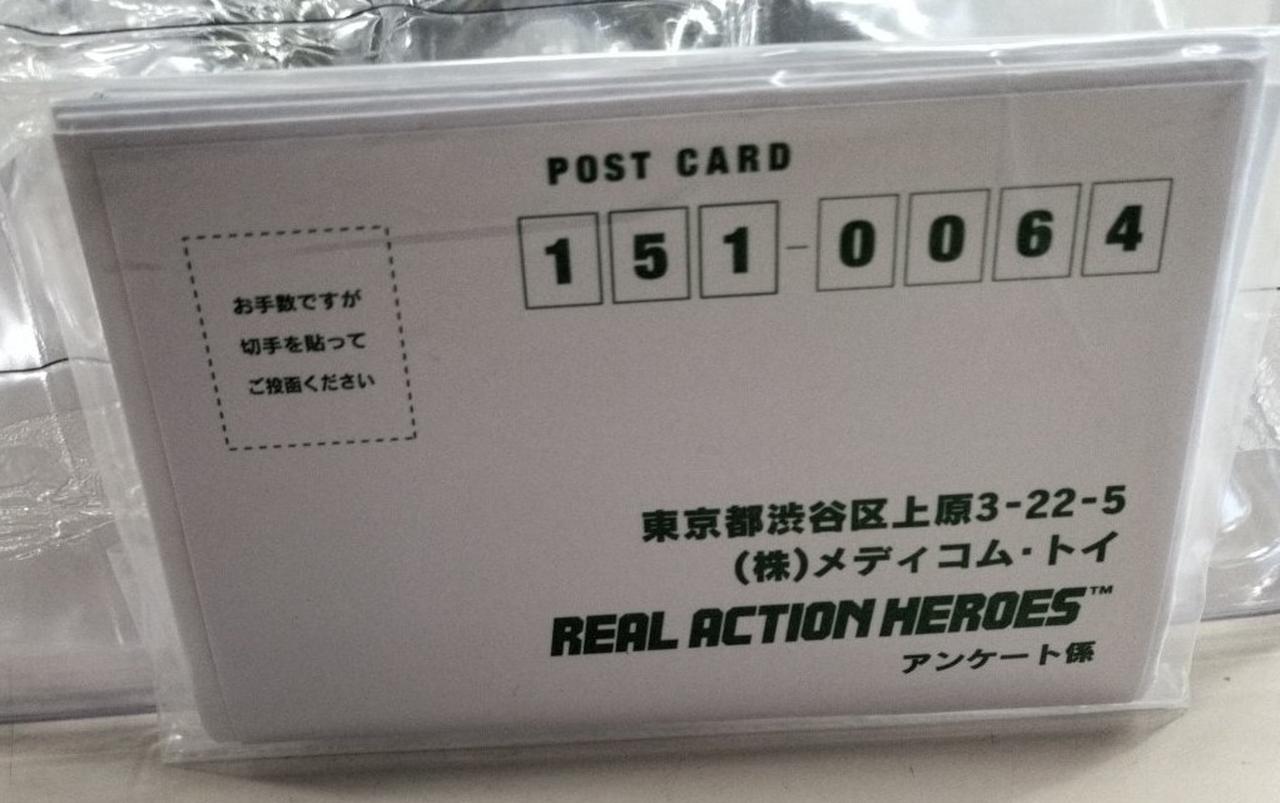 POST CARD
151-0064
お手数ですが
切手を貼って
ご投函ください
東京都渋谷区上原3-22-5
(株)メディコム・トイ
REAL ACTION HEROES™
アンケート係